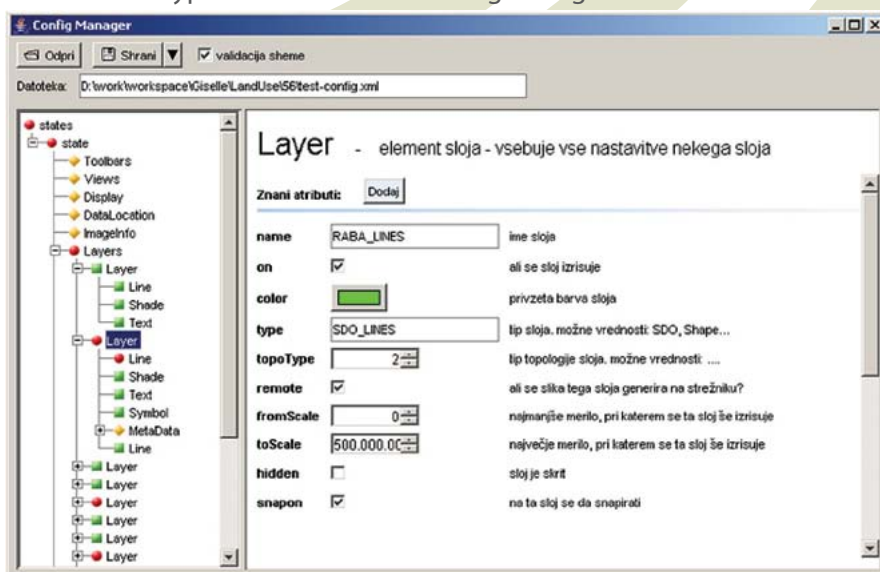 Config Manager
Odpri Shrani validacija sheme
Datoteka: D:\work\workspace\Giselle\LandUse\56\test-config.xml
states
state
Toolbars
Views
Display
DataLocation
ImageInfo
Layers
Layer
Line
Shade
Text
Layer
Line
Shade
Text
Symbol
MetaData
Line
Layer
Layer
Layer
Layer
Layer
Layer
Layer - element sloja - vsebuje vse nastavitve nekega sloja
Znani atributi: Dodaj
name RABA_LINES ime sloja
on ali se sloj izrisuje
color privzeta barva sloja
type SDO_LINES tip sloja. možne vrednosti: SDO, Shape...
topoType 2 tip topologije sloja. možne vrednosti: ....
remote ali se slika tega sloja generira na strežniku?
fromScale 0 najmanjše merilo, pri katerem se ta sloj še izrisuje
toScale 500.000.00 največje merilo, pri katerem se ta sloj še izrisuje
hidden sloj je skrit
snapon na ta sloj se da snapirati